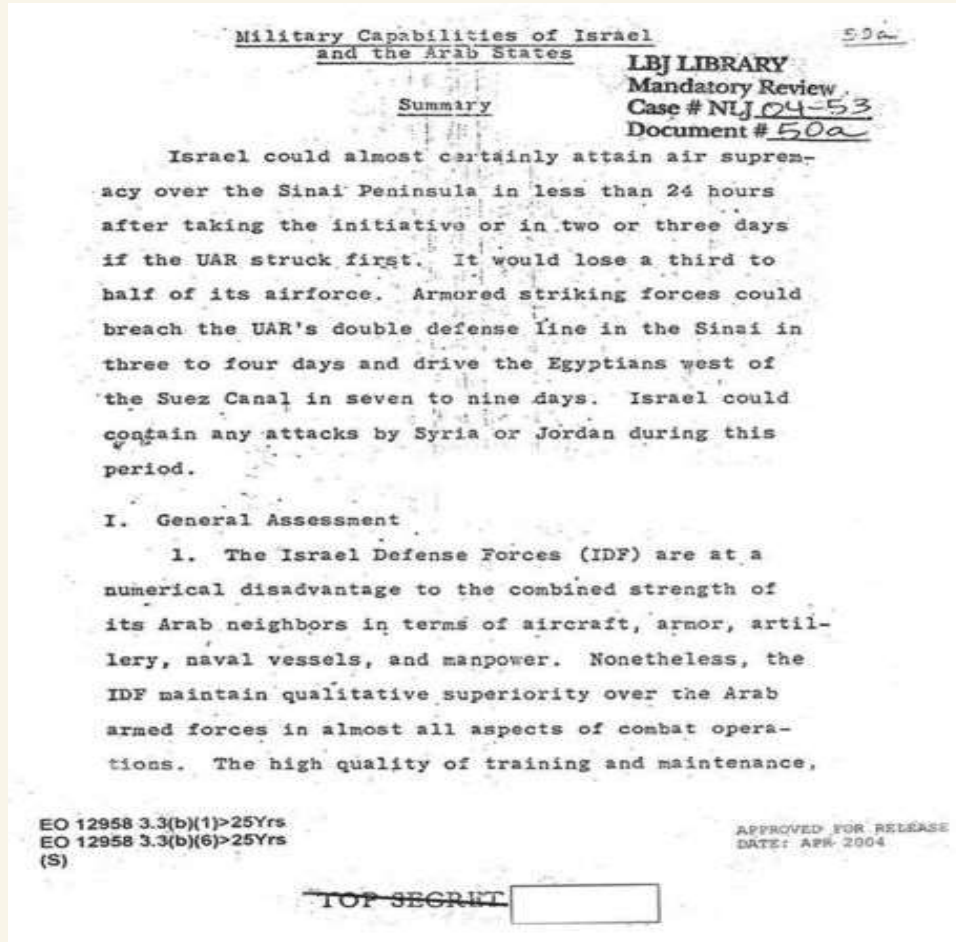 Military Capabilities of Israel
and the Arab States
50a
LBJ LIBRARY
Mandatory Review
Case # NLJ 04-53
Document # 50a
Summary
Israel could almost certainly attain air suprem-
acy over the Sinai Peninsula in less than 24 hours
after taking the initiative or in two or three days
if the UAR struck first. It would lose a third to
half of its airforce. Armored striking forces could
breach the UAR's double defense line in the Sinai in
three to four days and drive the Egyptians west of
the Suez Canal in seven to nine days. Israel could
contain any attacks by Syria or Jordan during this
period.
I. General Assessment
1. The Israel Defense Forces (IDF) are at a
numerical disadvantage to the combined strength of
its Arab neighbors in terms of aircraft, armor, artil-
lery, naval vessels, and manpower. Nonetheless, the
IDF maintain qualitative superiority over the Arab
armed forces in almost all aspects of combat opera-
tions. The high quality of training and maintenance,
EO 12958 3.3(b)(1)>25Yrs
EO 12958 3.3(b)(6)>25Yrs
(S)
APPROVED FOR RELEASE
DATE: APR 2004
TOP SECRET